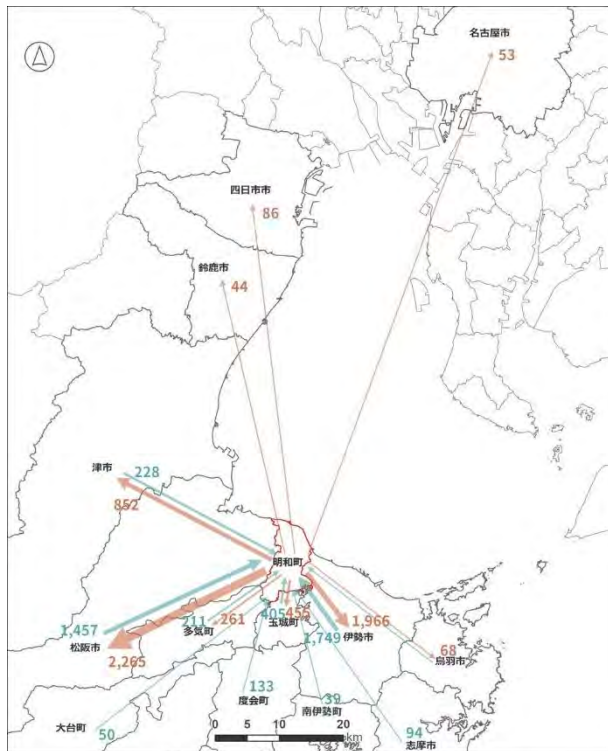 名古屋市
53
四日市市
86
鈴鹿市
44
津市
228
852
明和町
1,457
松阪市
2,265
211
多気町
261
405
455
玉城町
1,749
1,966
伊勢市
68
鳥羽市
133
度会町
39
南伊勢町
大台町
50
94
志摩市
0 5 10 20
km